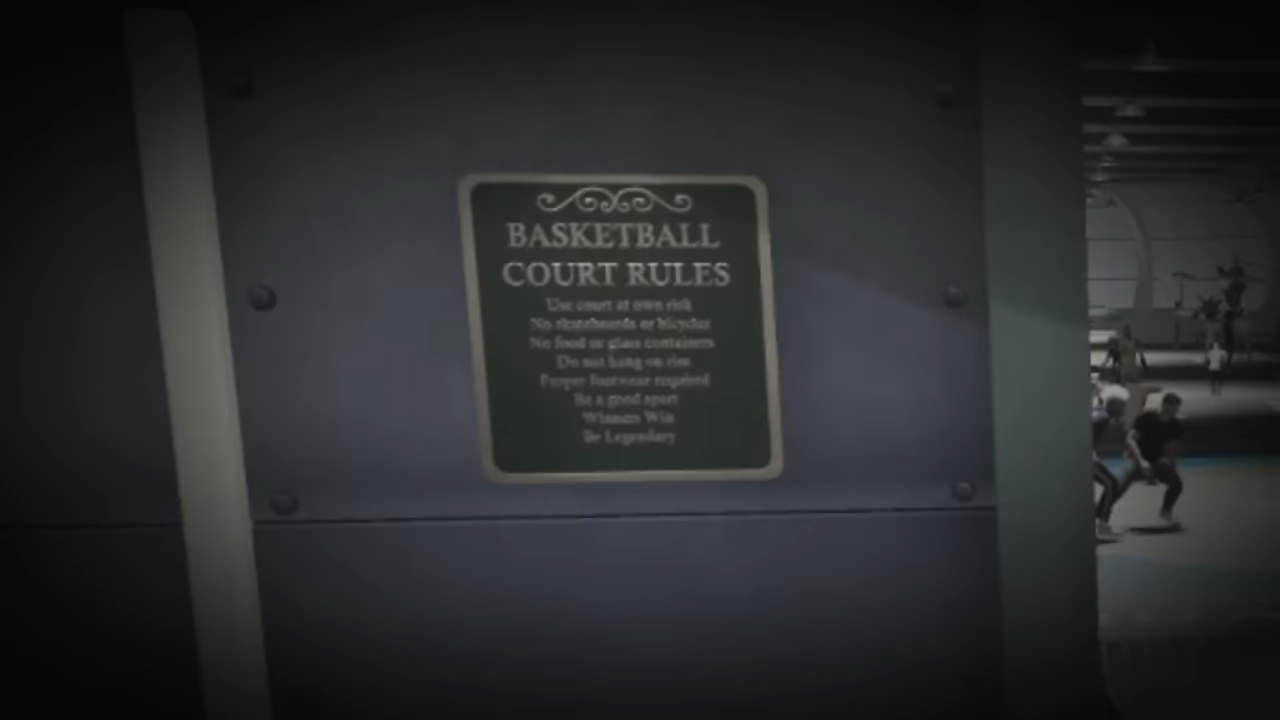 BASKETBALL
COURT RULES
Use court at own risk
No skateboards or bicycles
No food or glass containers
Do not hang on rim
Proper footwear required
Be a good sport
Winners Win
Be Legendary